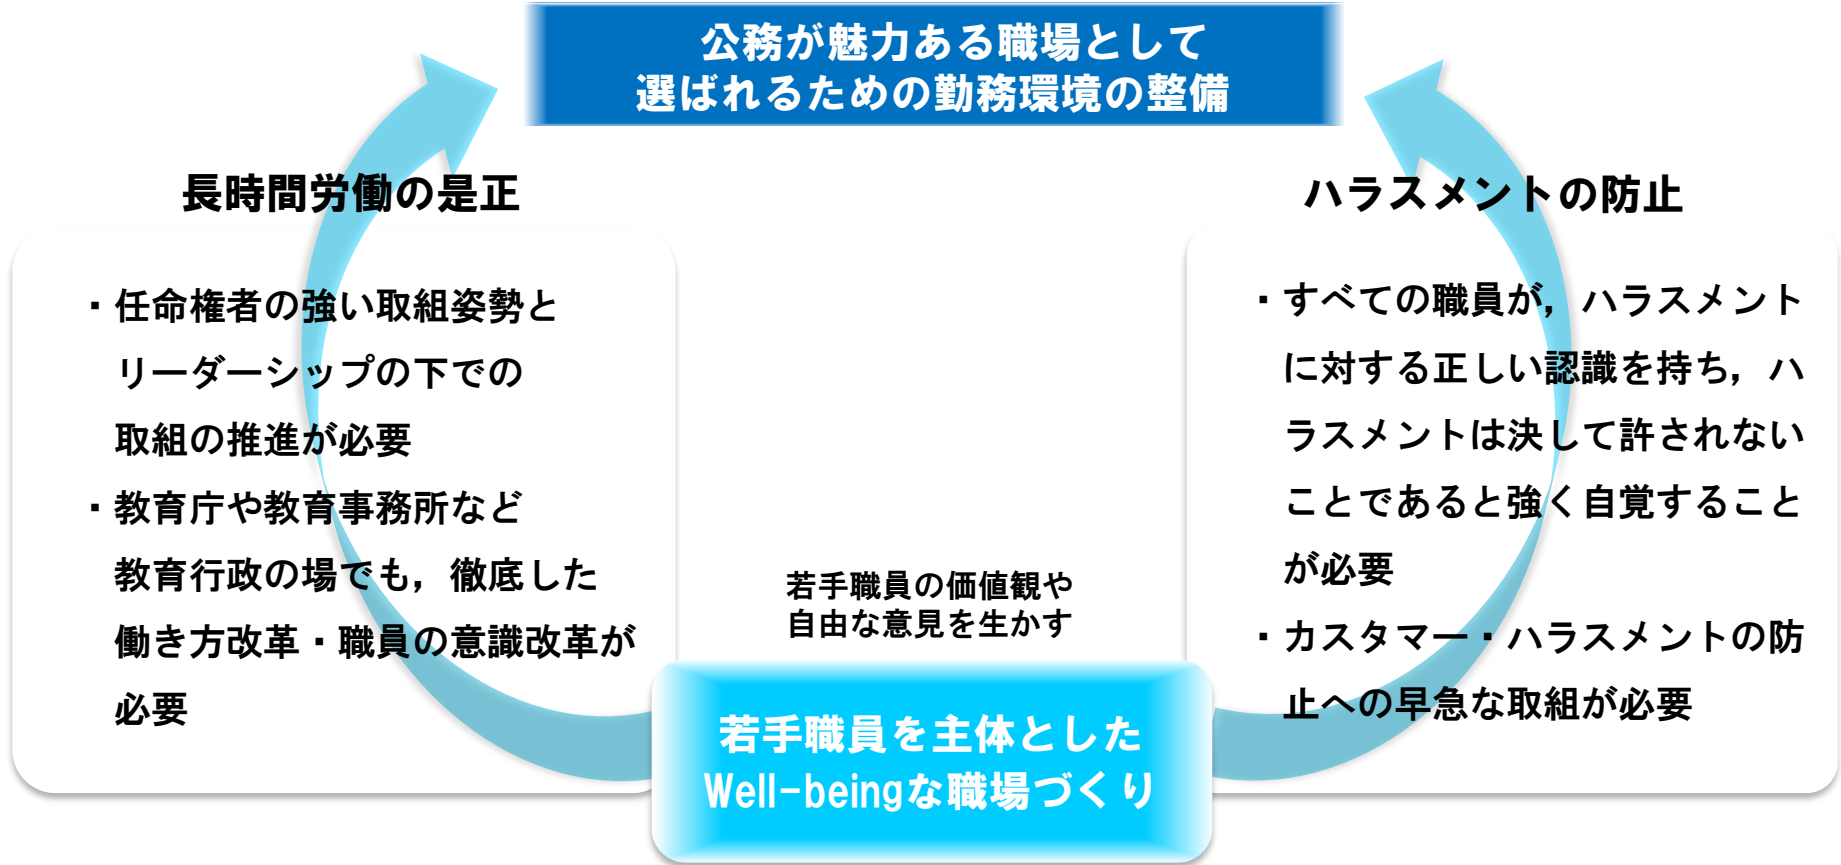 公務が魅力ある職場として
選ばれるための勤務環境の整備
長時間労働の是正
・任命権者の強い取組姿勢と
リーダーシップの下での
取組の推進が必要
・教育庁や教育事務所など
教育行政の場でも，徹底した
働き方改革・職員の意識改革が
必要
ハラスメントの防止
・すべての職員が，ハラスメント
に対する正しい認識を持ち，ハ
ラスメントは決して許されない
ことであると強く自覚すること
が必要
・カスタマー・ハラスメントの防
止への早急な取組が必要
若手職員の価値観や
自由な意見を生かす
若手職員を主体とした
Well-beingな職場づくり